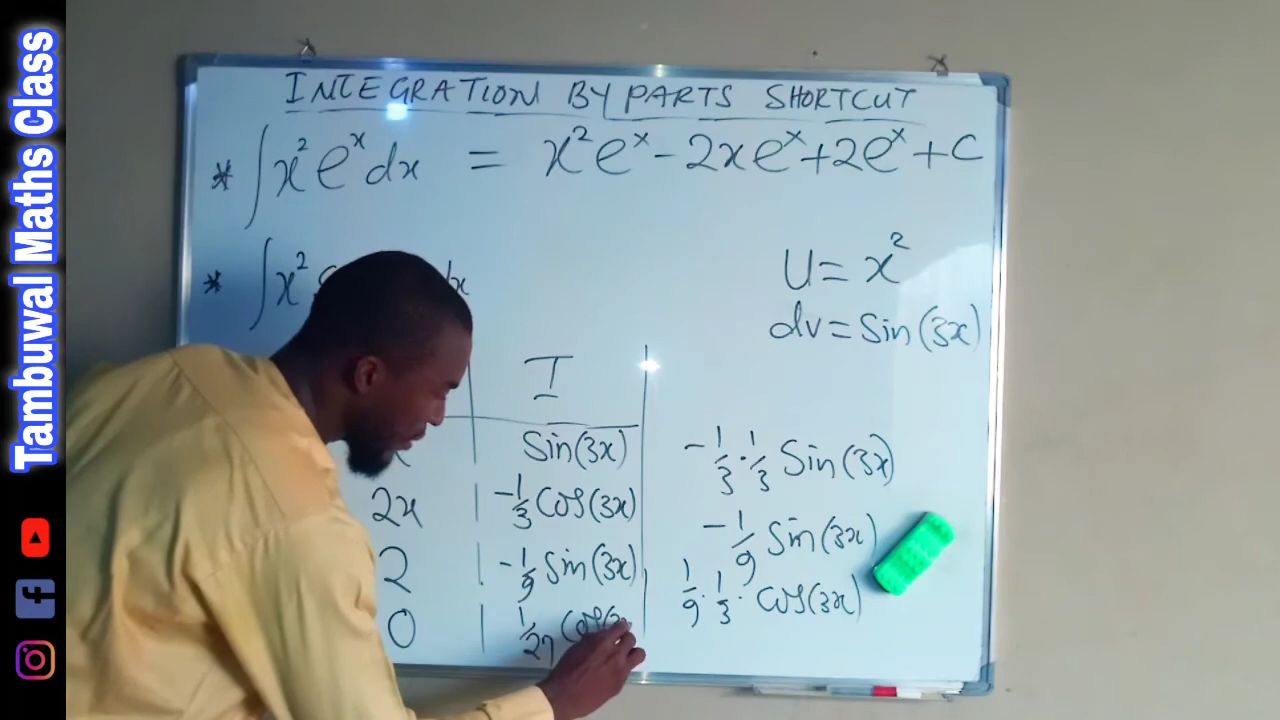 Tambuwal Maths Class
INTEGRATION BY PARTS SHORTCUT
* ∫x²eˣdx = x²eˣ - 2xeˣ + 2eˣ + C
* ∫x² dx
U = x²
dv = Sin(3x)
I
Sin(3x)
2x | -1/3 Cos(3x)
2 | -1/9 Sin(3x)
0 | 1/27 Cos(3
-1/3 · 1/3 Sin(3x)
-1/9 Sin(3x)
1/9 · 1/3 · Cos(3x)